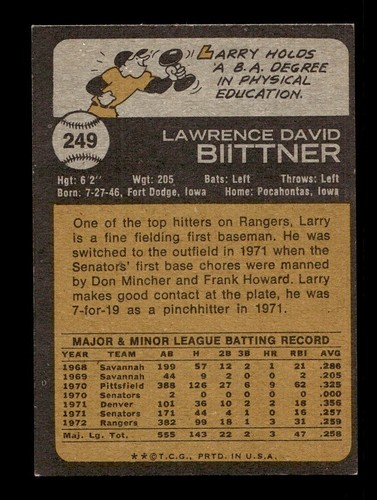 LARRY HOLDS
A B.A. DEGREE
IN PHYSICAL
EDUCATION.
249
LAWRENCE DAVID
BIITTNER
Hgt: 6'2" Wgt: 205 Bats: Left Throws: Left
Born: 7-27-46, Fort Dodge, Iowa Home: Pocahontas, Iowa
One of the top hitters on Rangers, Larry
is a fine fielding first baseman. He was
switched to the outfield in 1971 when the
Senators' first base chores were manned
by Don Mincher and Frank Howard. Larry
makes good contact at the plate, he was
7-for-19 as a pinchhitter in 1971.
MAJOR & MINOR LEAGUE BATTING RECORD
YEAR TEAM AB H 2B 3B HR RBI AVG
1968 Savannah 199 57 12 2 1 21 .286
1969 Savannah 44 9 2 0 0 2 .205
1970 Pittsfield 388 126 27 6 9 62 .325
1970 Senators 2 0 0 0 0 0 .000
1971 Denver 101 36 10 2 2 18 .356
1971 Senators 171 44 4 1 0 16 .257
1972 Rangers 382 99 18 1 3 31 .259
Maj. Lg. Tot. 555 143 22 2 3 47 .258
**©T.C.G., PRTD. IN U.S.A.